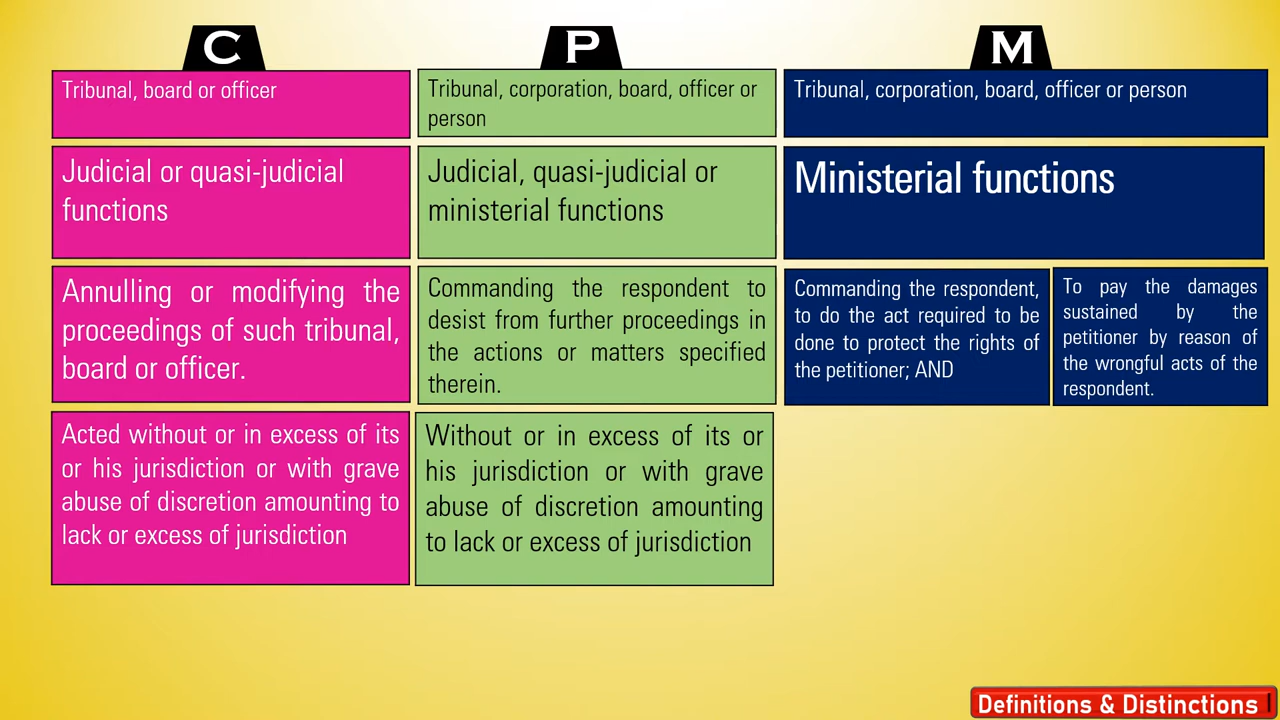 C
P
M
Tribunal, board or officer
Tribunal, corporation, board, officer or
person
Tribunal, corporation, board, officer or person
Judicial or quasi-judicial
functions
Judicial, quasi-judicial or
ministerial functions
Ministerial functions
Annulling or modifying the
proceedings of such tribunal,
board or officer.
Commanding the respondent to
desist from further proceedings in
the actions or matters specified
therein.
Commanding the respondent,
to do the act required to be
done to protect the rights of
the petitioner; AND
To pay the damages
sustained by the
petitioner by reason of
the wrongful acts of the
respondent.
Acted without or in excess of its
or his jurisdiction or with grave
abuse of discretion amounting to
lack or excess of jurisdiction
Without or in excess of its or
his jurisdiction or with grave
abuse of discretion amounting
to lack or excess of jurisdiction
Definitions & Distinctions